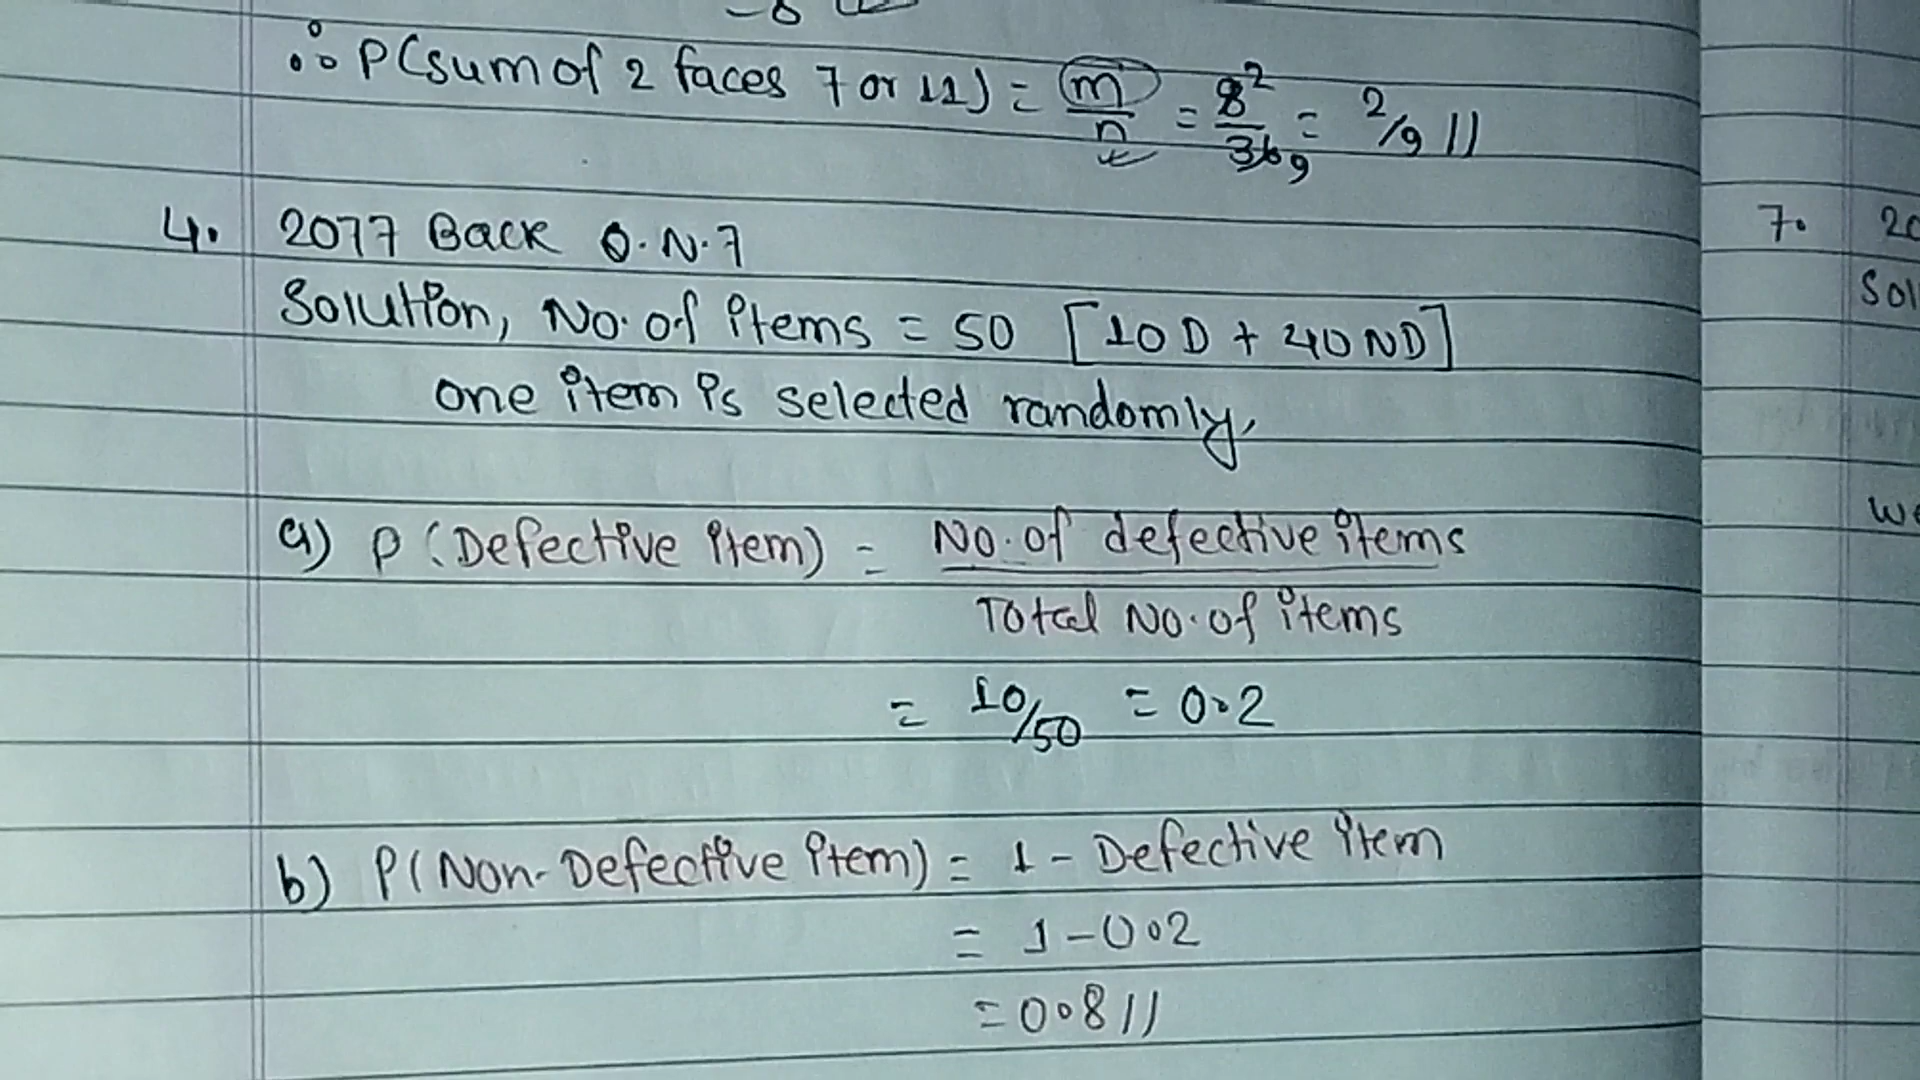 ∴ P(sum of 2 faces 7 or 11) = m/n = 8²/36₉ = 2/9 //
4. 2077 Back Q.N.7
Solution, No. of items = 50 [10 D + 40 ND]
one item is selected randomly,
a) P (Defective item) = No. of defective items / Total No. of items
= 10/50 = 0.2
b) P(Non-Defective item) = 1 - Defective item
= 1 - 0.2
= 0.8 //
7.